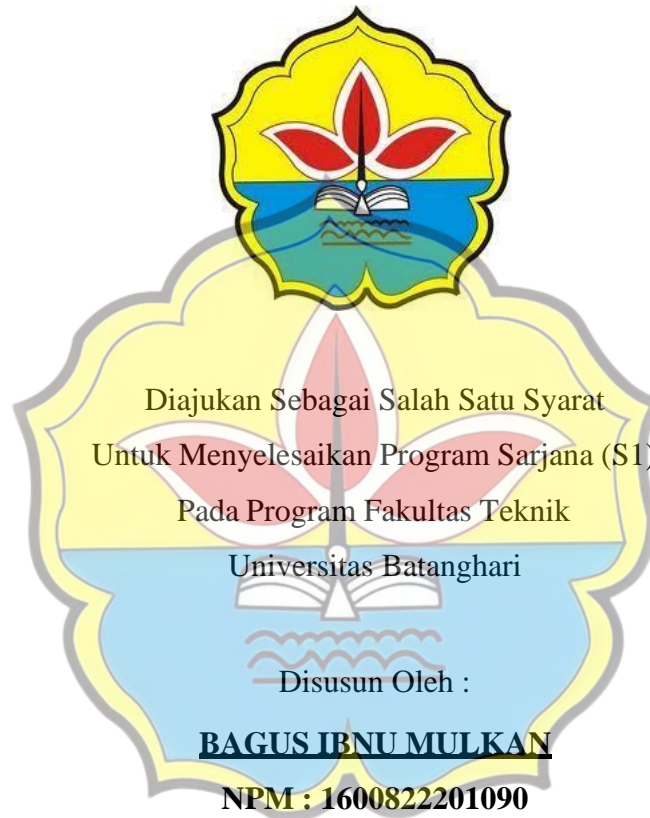 Diajukan Sebagai Salah Satu Syarat
Untuk Menyelesaikan Program Sarjana (S1)
Pada Program Fakultas Teknik
Universitas Batanghari
Disusun Oleh :
BAGUS IBNU MULKAN
NPM : 1600822201090